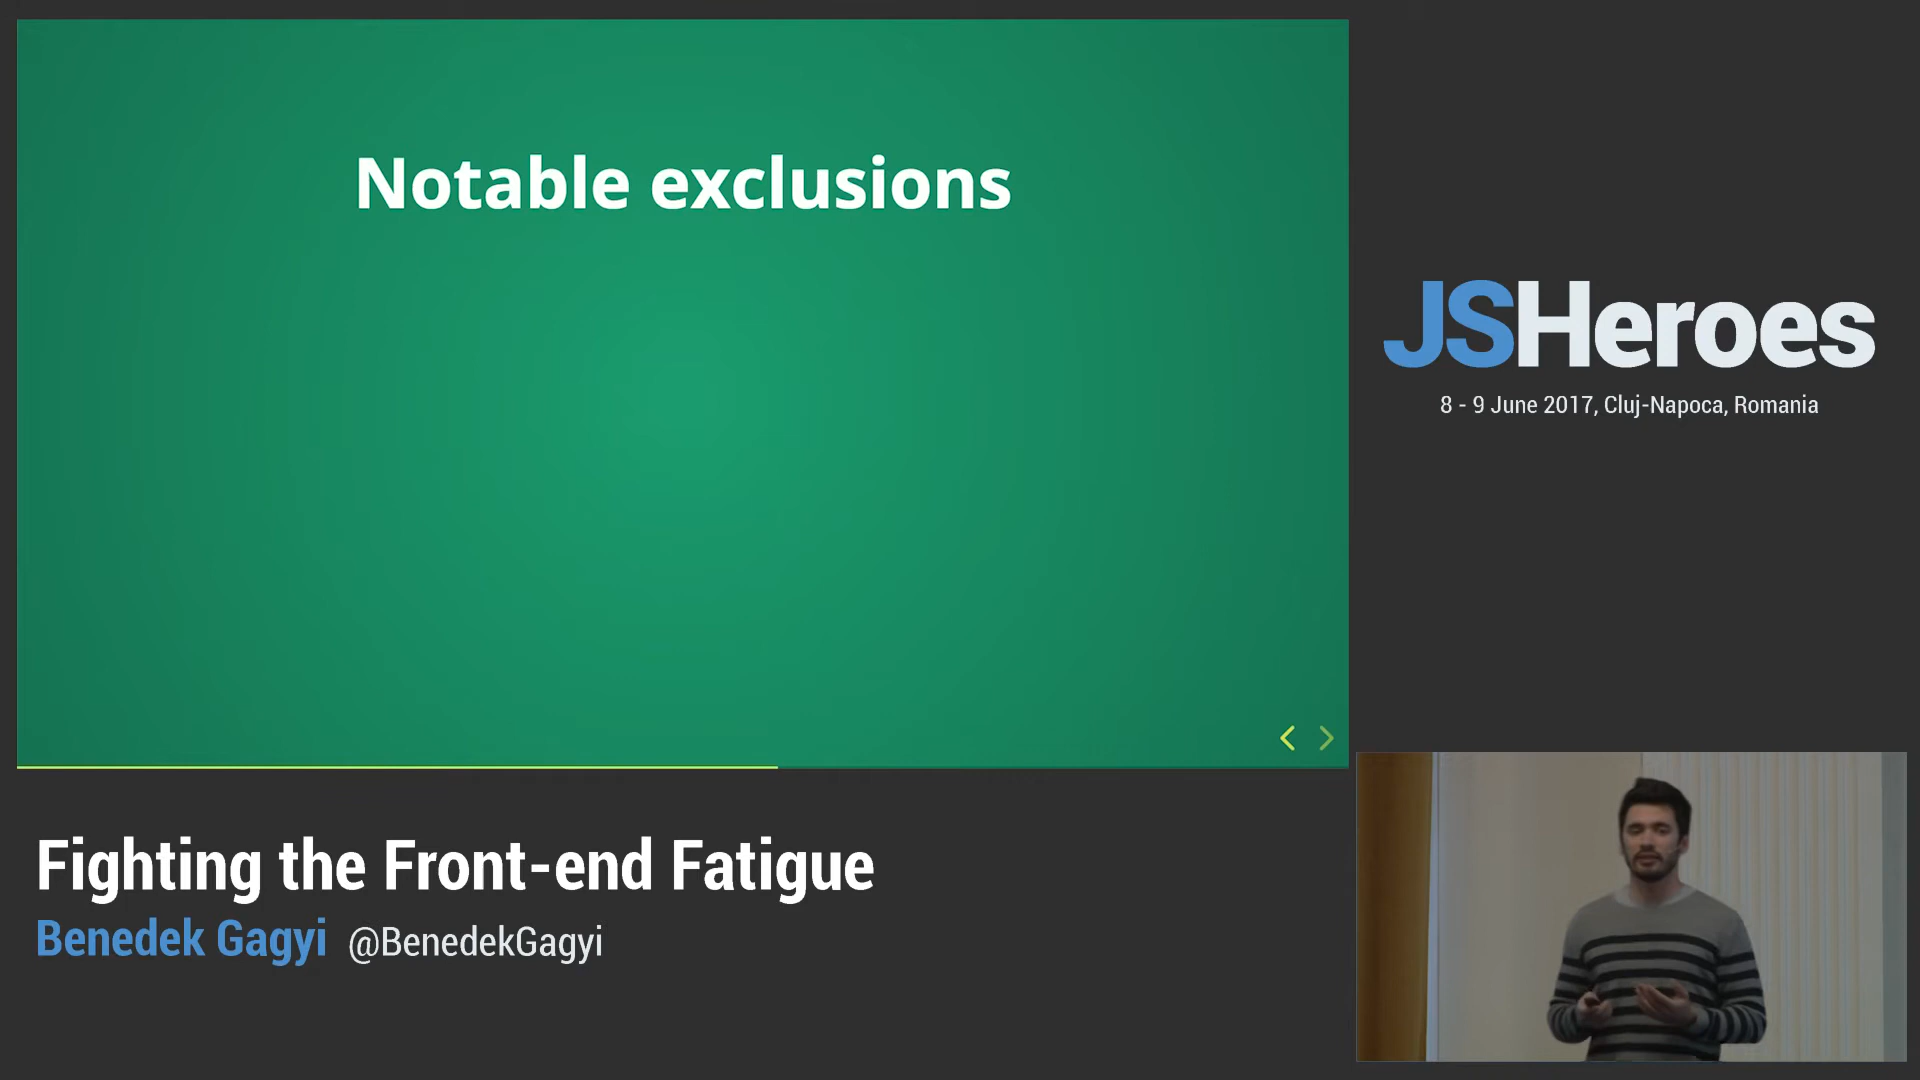 Notable exclusions
JSHeroes
8 - 9 June 2017, Cluj-Napoca, Romania
Fighting the Front-end Fatigue
Benedek Gagyi @BenedekGagyi